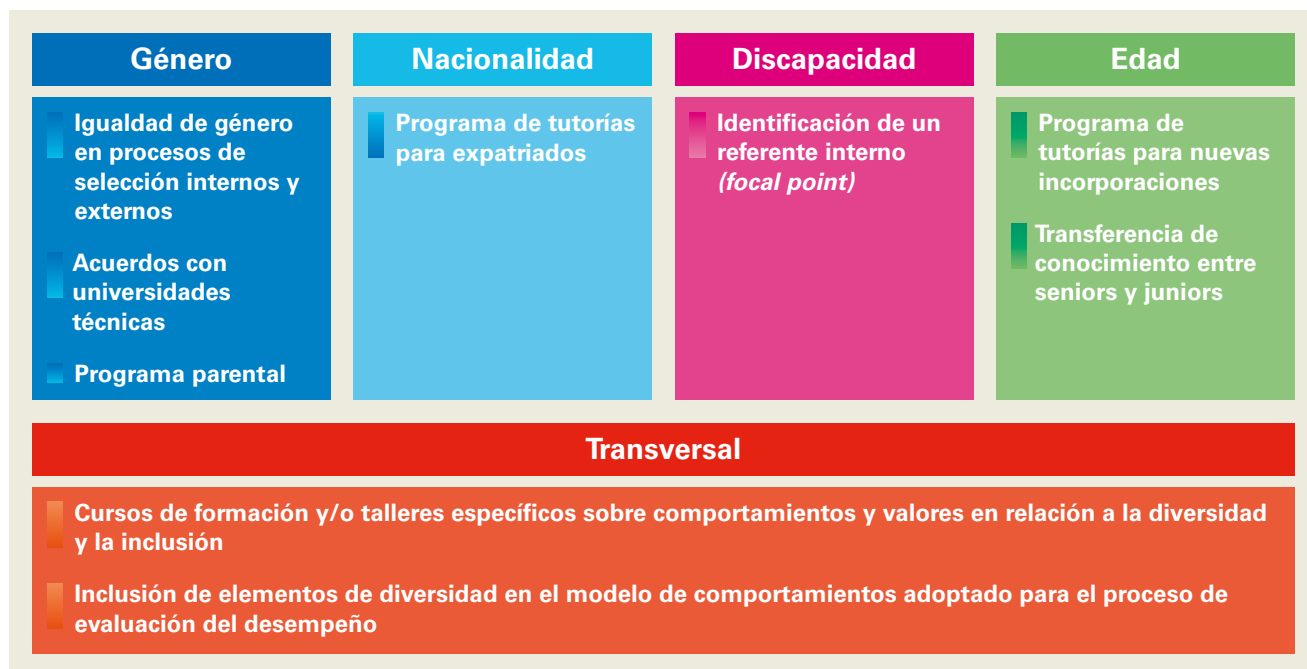 Género
Igualdad de género
en procesos de
selección internos y
externos
Acuerdos con
universidades
técnicas
Programa parental
Nacionalidad
Programa de tutorías
para expatriados
Discapacidad
Identificación de un
referente interno
(focal point)
Edad
Programa de
tutorías para nuevas
incorporaciones
Transferencia de
conocimiento entre
seniors y juniors
Transversal
Cursos de formación y/o talleres específicos sobre comportamientos y valores en relación a la diversidad
y la inclusión
Inclusión de elementos de diversidad en el modelo de comportamientos adoptado para el proceso de
evaluación del desempeño